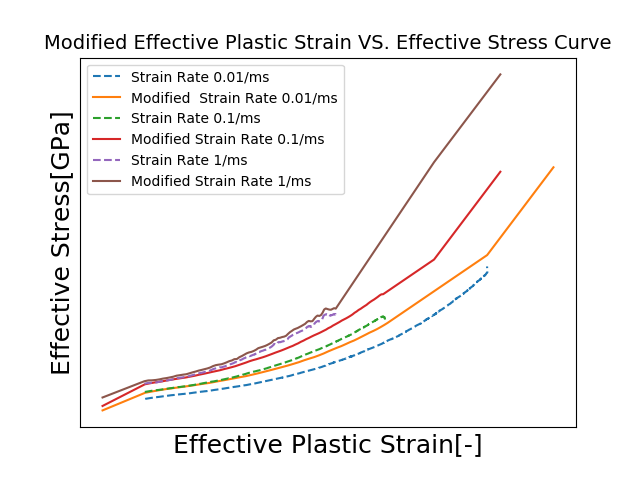 Modified Effective Plastic Strain VS. Effective Stress Curve
Strain Rate 0.01/ms
Modified  Strain Rate 0.01/ms
Strain Rate 0.1/ms
Modified Strain Rate 0.1/ms
Strain Rate 1/ms
Modified Strain Rate 1/ms
Effective Stress[GPa]
Effective Plastic Strain[-]